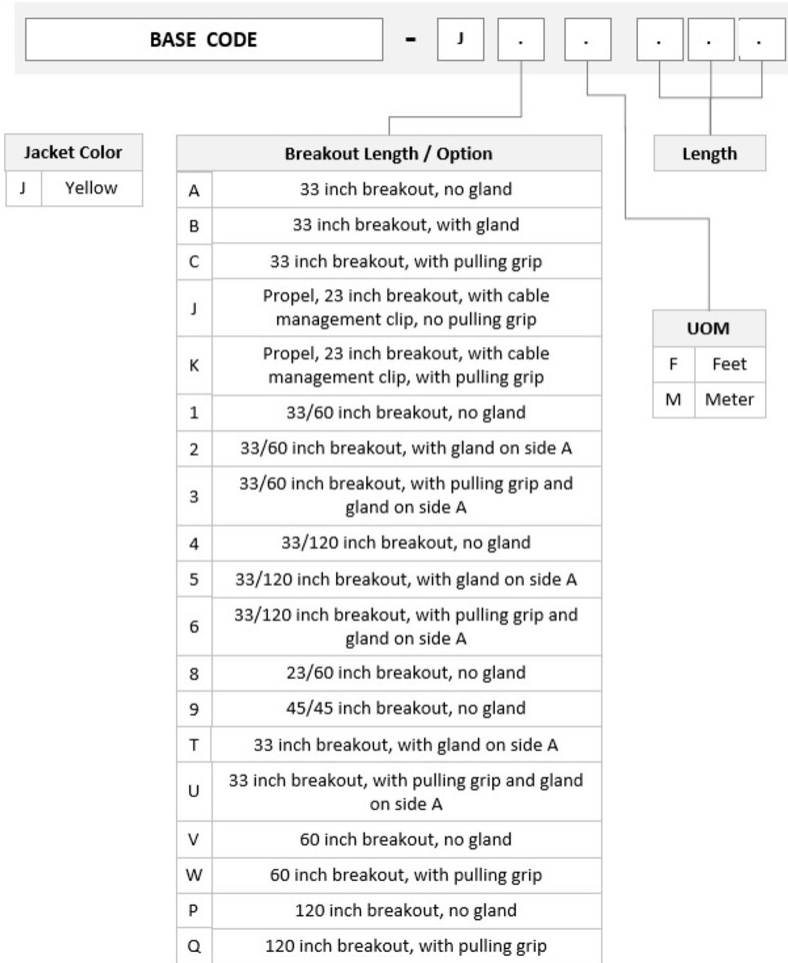 BASE CODE - J . . . . .
Jacket Color
J Yellow
Breakout Length / Option
A 33 inch breakout, no gland
B 33 inch breakout, with gland
C 33 inch breakout, with pulling grip
J Propel, 23 inch breakout, with cable
management clip, no pulling grip
K Propel, 23 inch breakout, with cable
management clip, with pulling grip
1 33/60 inch breakout, no gland
2 33/60 inch breakout, with gland on side A
3 33/60 inch breakout, with pulling grip and
gland on side A
4 33/120 inch breakout, no gland
5 33/120 inch breakout, with gland on side A
6 33/120 inch breakout, with pulling grip and
gland on side A
8 23/60 inch breakout, no gland
9 45/45 inch breakout, no gland
T 33 inch breakout, with gland on side A
U 33 inch breakout, with pulling grip and gland
on side A
V 60 inch breakout, no gland
W 60 inch breakout, with pulling grip
P 120 inch breakout, no gland
Q 120 inch breakout, with pulling grip
Length
UOM
F Feet
M Meter